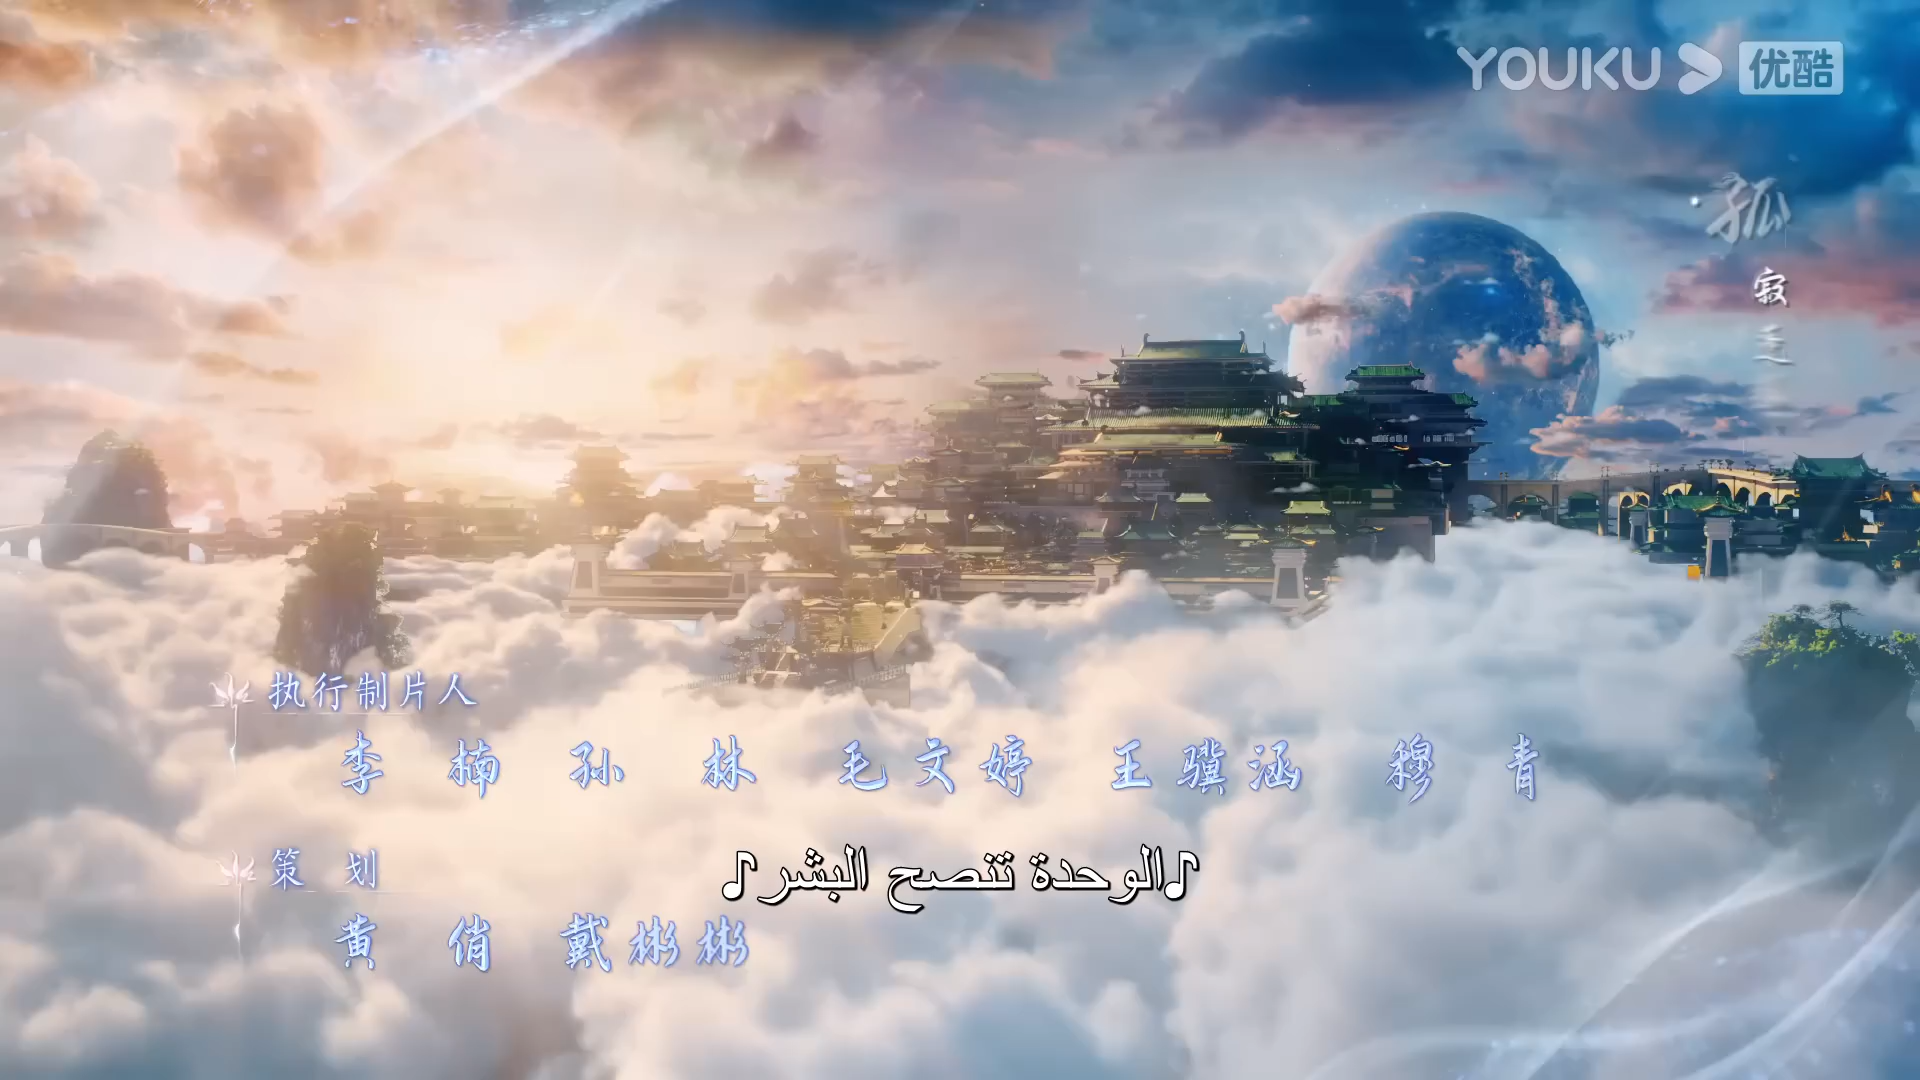 YOUKU 优酷
孤寂
执行制片人
李楠 孙林 毛文婷 王骥涵 穆青
♪الوحدة تنصح البشر♪
策划
黄俏 戴彬彬